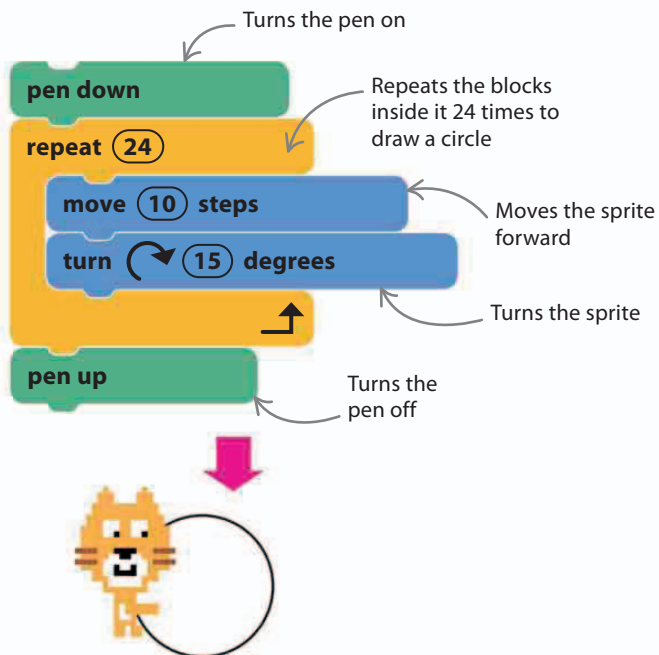 Turns the pen on
pen down
Repeats the blocks
inside it 24 times to
draw a circle
repeat 24
move 10 steps
Moves the sprite
forward
turn 15 degrees
Turns the sprite
pen up
Turns the
pen off